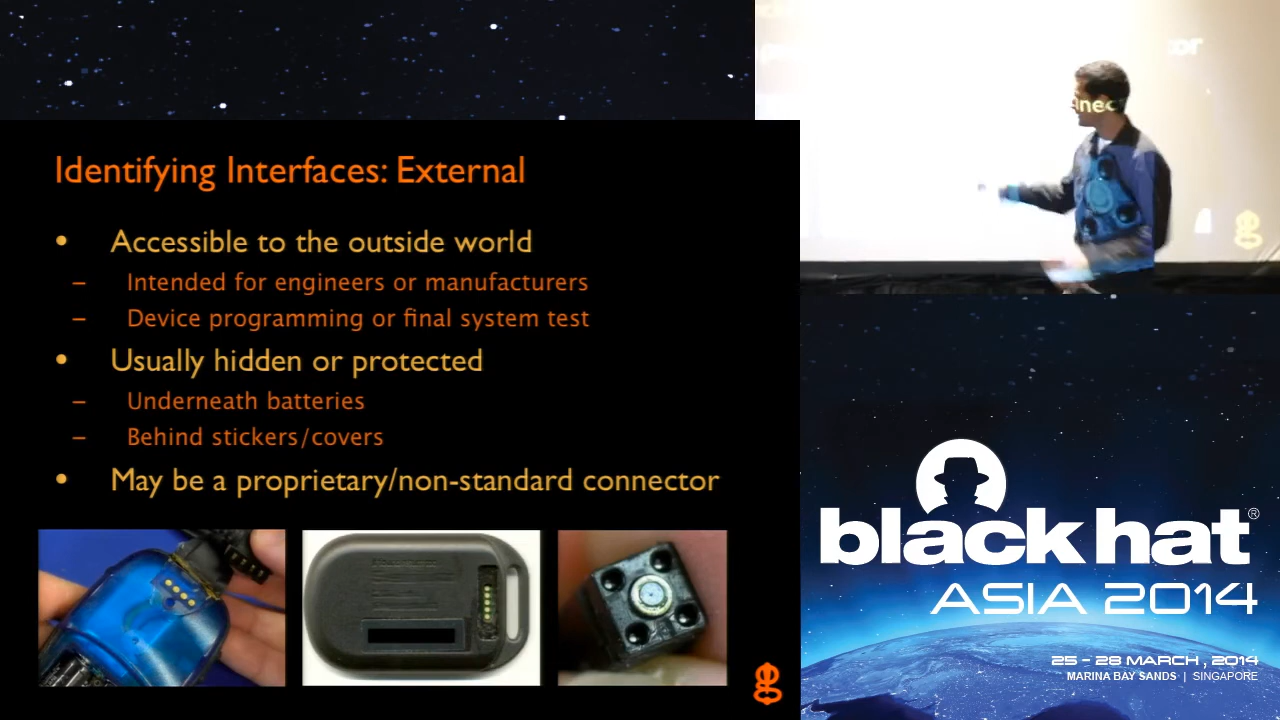 Identifying Interfaces: External
• Accessible to the outside world
– Intended for engineers or manufacturers
– Device programming or final system test
• Usually hidden or protected
– Underneath batteries
– Behind stickers/covers
• May be a proprietary/non-standard connector
black hat®
ASIA 2014
25 - 28 MARCH, 2014
MARINA BAY SANDS | SINGAPORE